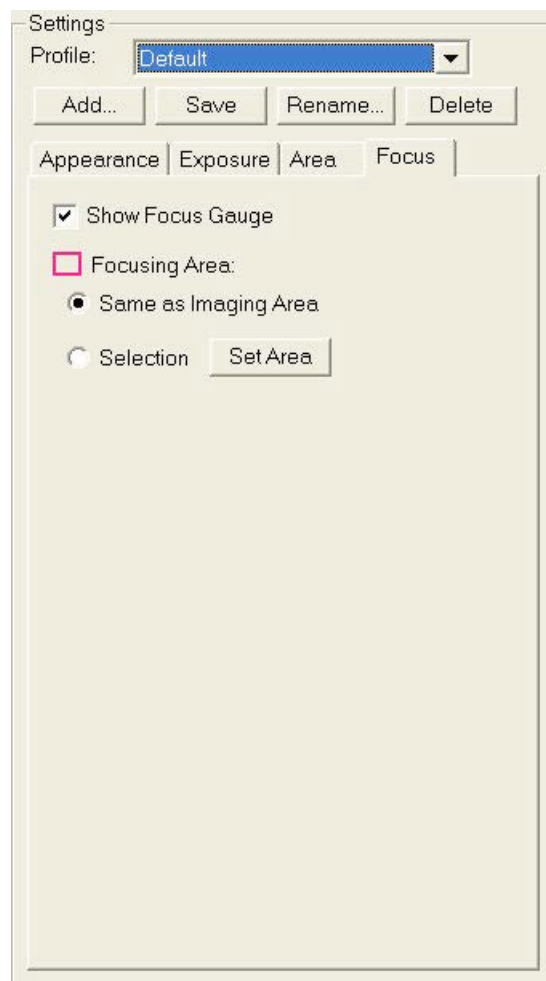 Settings
Profile: Default
Add... Save Rename... Delete
Appearance Exposure Area Focus
Show Focus Gauge
Focusing Area:
Same as Imaging Area
Selection Set Area